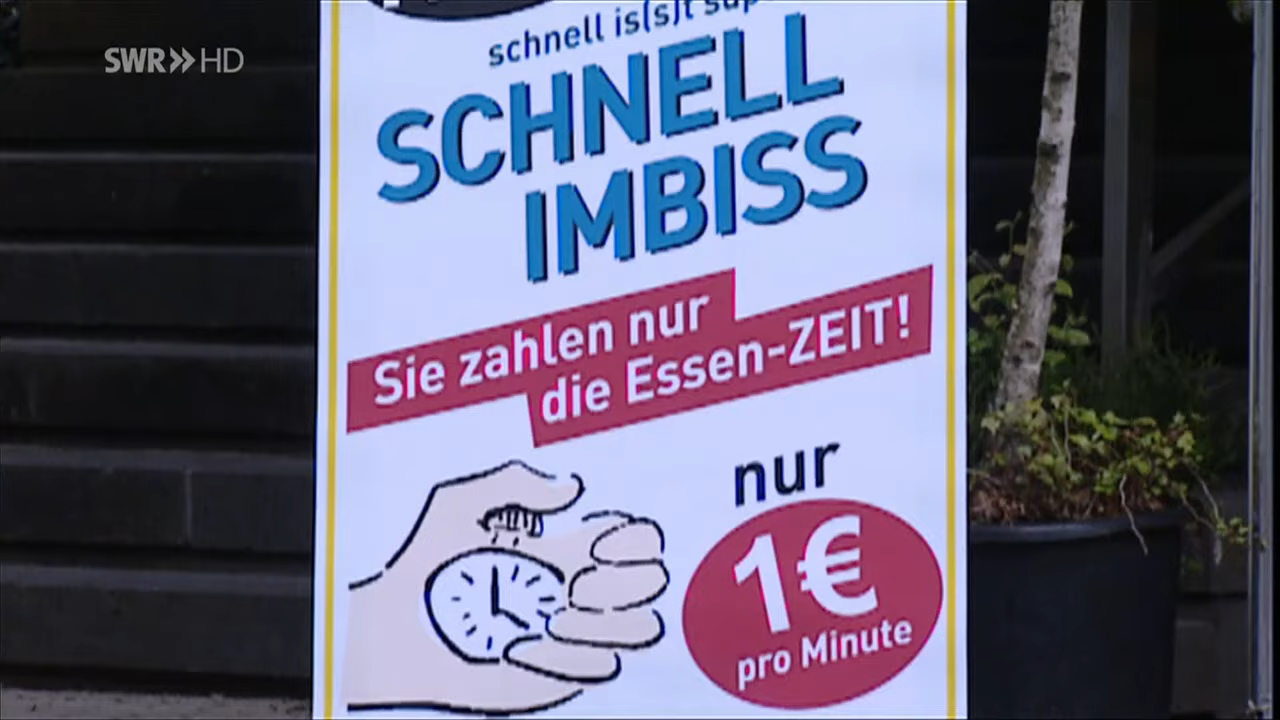 SWR>> HD
schnell is(s)t
SCHNELL
IMBISS
Sie zahlen nur
die Essen-ZEIT!
nur
1€
pro Minute